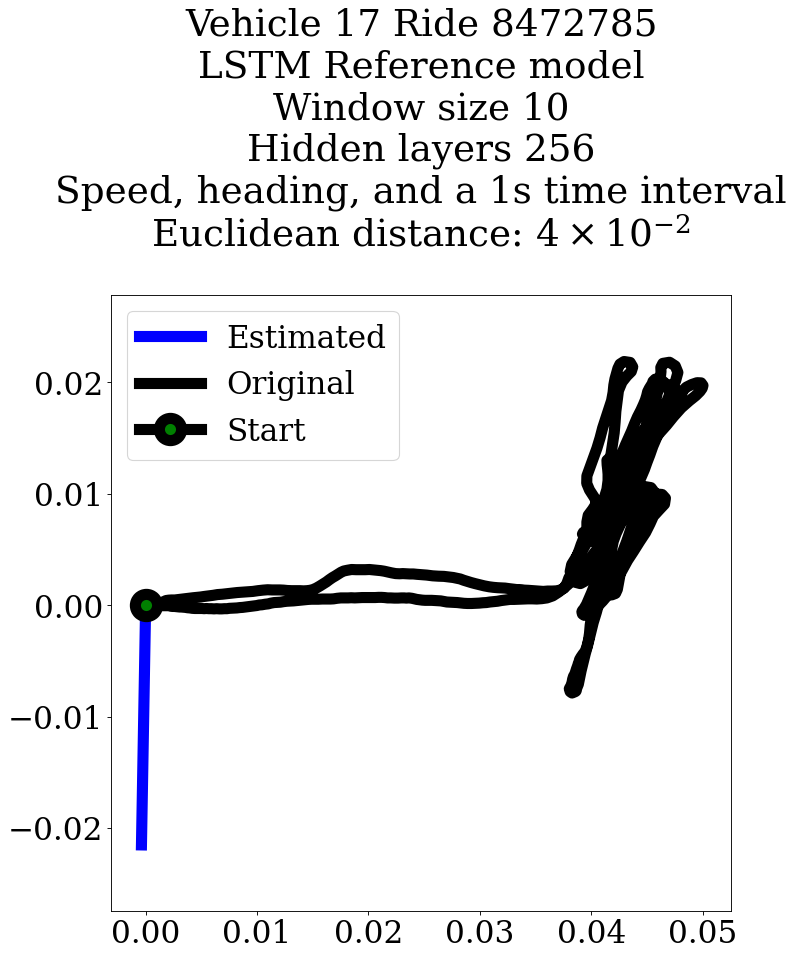 Vehicle 17 Ride 8472785
LSTM Reference model
Window size 10
Hidden layers 256
Speed, heading, and a 1s time interval
Euclidean distance: 4 × 10⁻²
Estimated
Original
Start
0.02
0.01
0.00
−0.01
−0.02
0.00 0.01 0.02 0.03 0.04 0.05